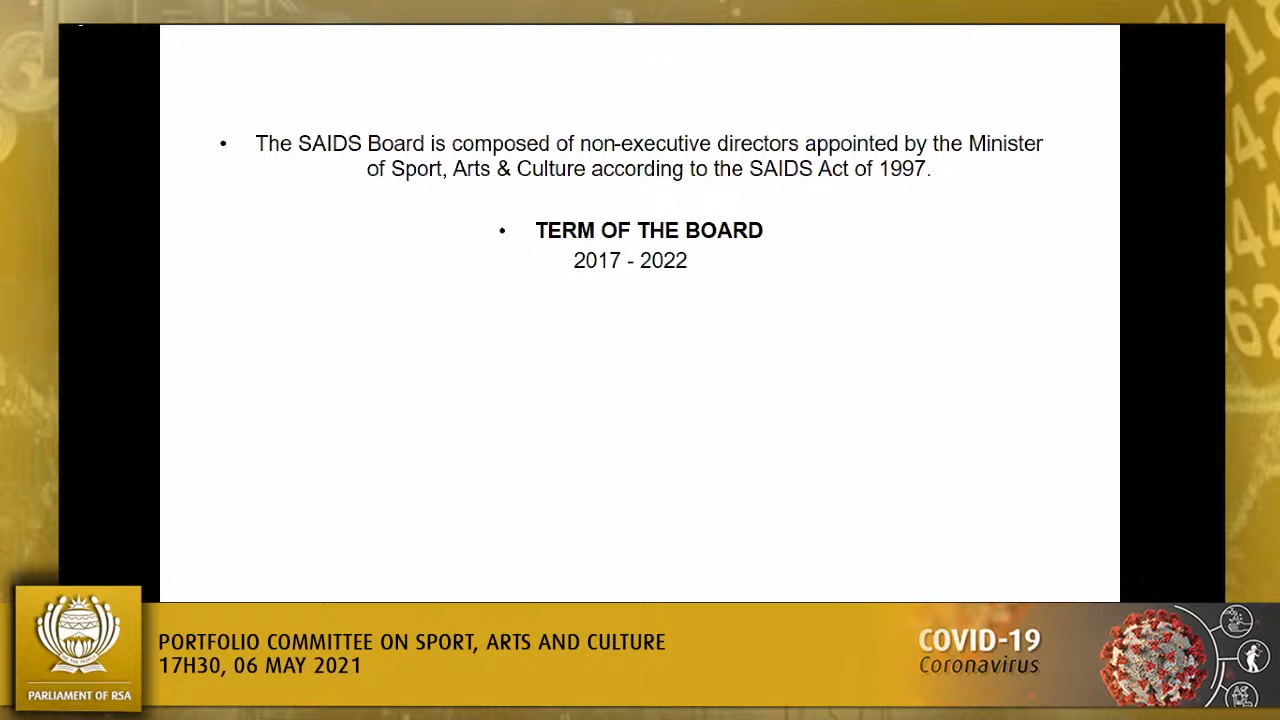 • The SAIDS Board is composed of non-executive directors appointed by the Minister
of Sport, Arts & Culture according to the SAIDS Act of 1997.
• TERM OF THE BOARD
2017 - 2022
PORTFOLIO COMMITTEE ON SPORT, ARTS AND CULTURE
17H30, 06 MAY 2021
PARLIAMENT OF RSA
COVID-19
Coronavirus